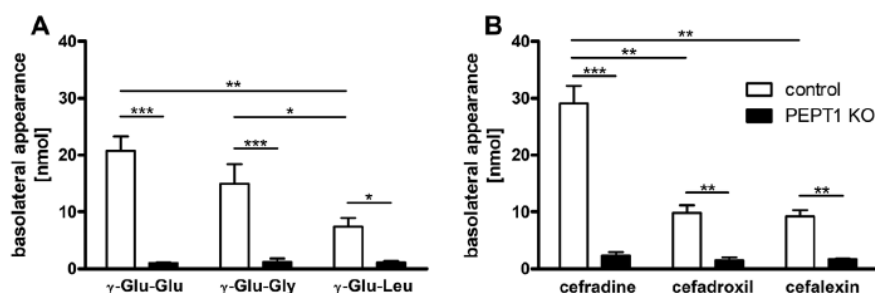 A
basolateral appearance
[nmol]
40
30
20
10
0
**
***
*
***
*
γ-Glu-Glu
γ-Glu-Gly
γ-Glu-Leu
B
basolateral appearance
[nmol]
40
30
20
10
0
**
**
***
**
**
control
PEPT1 KO
cefradine
cefadroxil
cefalexin